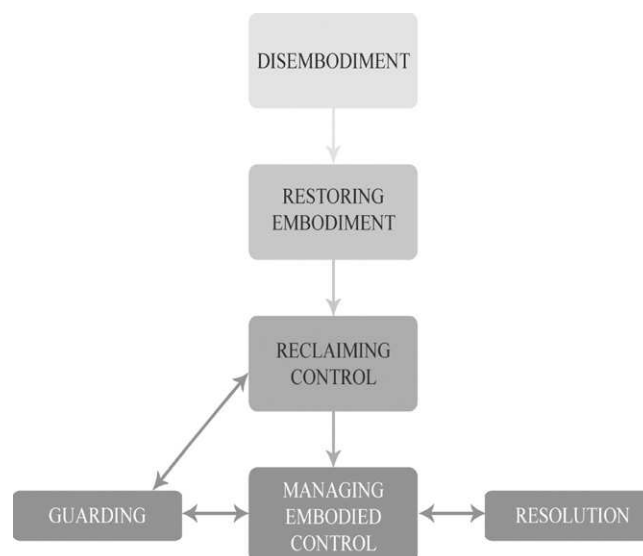 DISEMBODIMENT
RESTORING
EMBODIMENT
RECLAIMING
CONTROL
GUARDING
MANAGING
EMBODIED
CONTROL
RESOLUTION